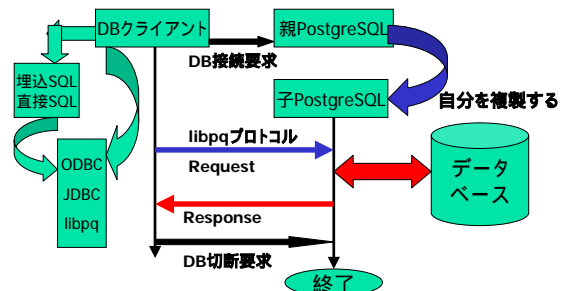 DBクライアント
親PostgreSQL
DB接続要求
埋込SQL
直接SQL
子PostgreSQL
自分を複製する
libpqプロトコル
Request
データ
ベース
ODBC
JDBC
libpq
Response
DB切断要求
終了